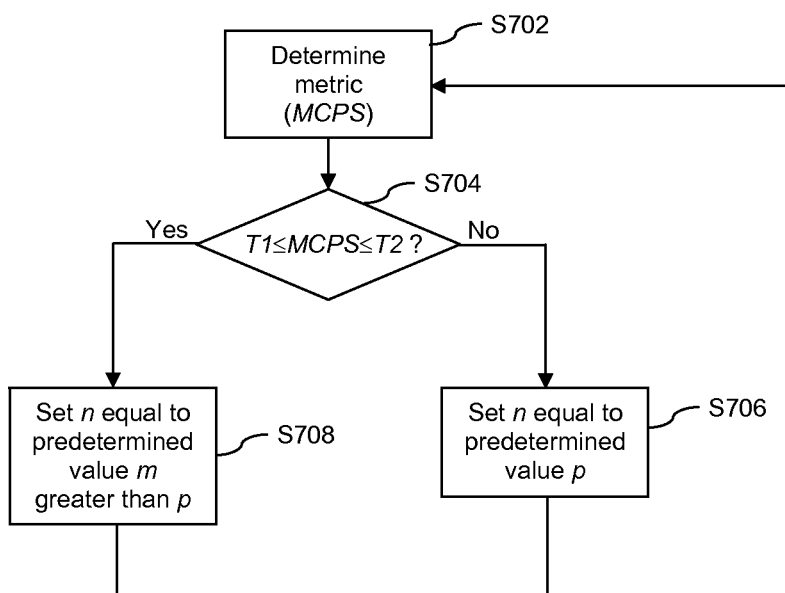 S702
Determine
metric
(MCPS)
S704
Yes
T1≤MCPS≤T2 ?
No
Set n equal to
predetermined
value m
greater than p
S708
Set n equal to
predetermined
value p
S706